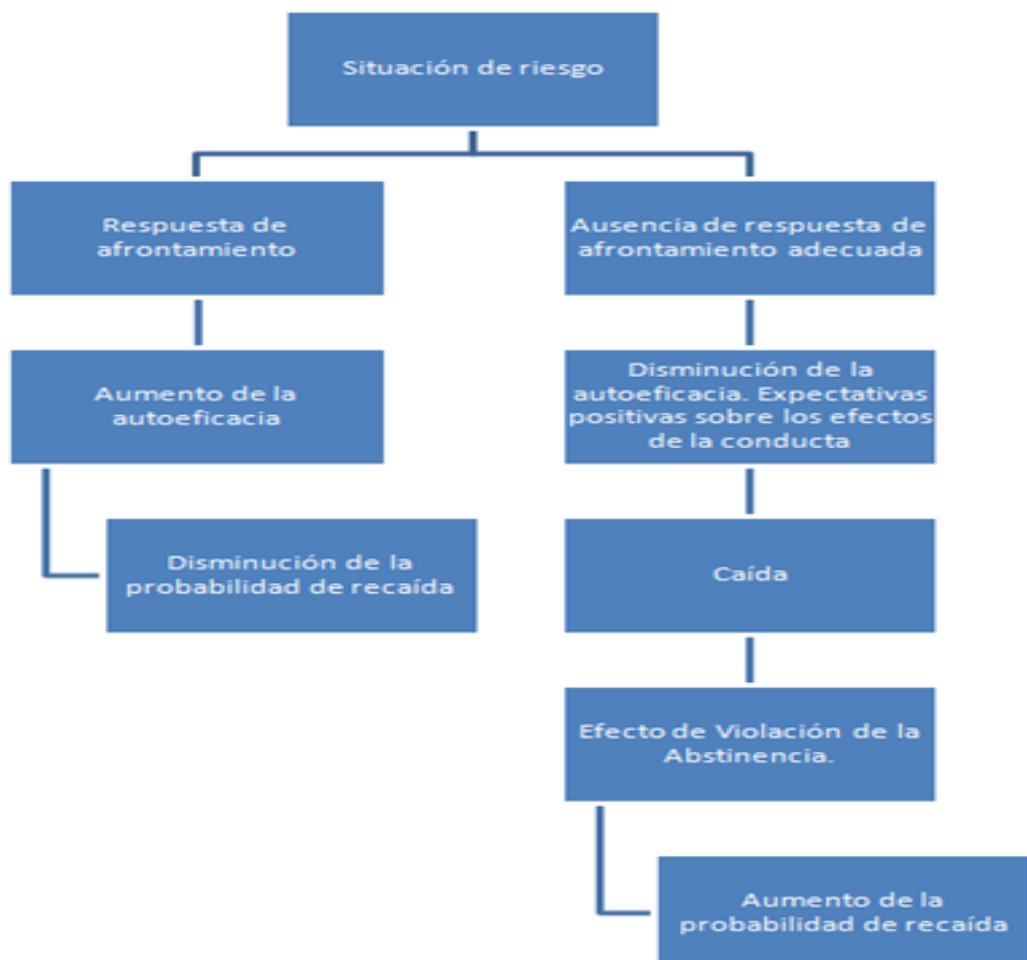 Situación de riesgo
Respuesta de
afrontamiento
Ausencia de respuesta de
afrontamiento adecuada
Aumento de la
autoeficacia
Disminución de la
autoeficacia. Expectativas
positivas sobre los efectos
de la conducta
Disminución de la
probabilidad de recaída
Caída
Efecto de Violación de la
Abstinencia.
Aumento de la
probabilidad de recaída